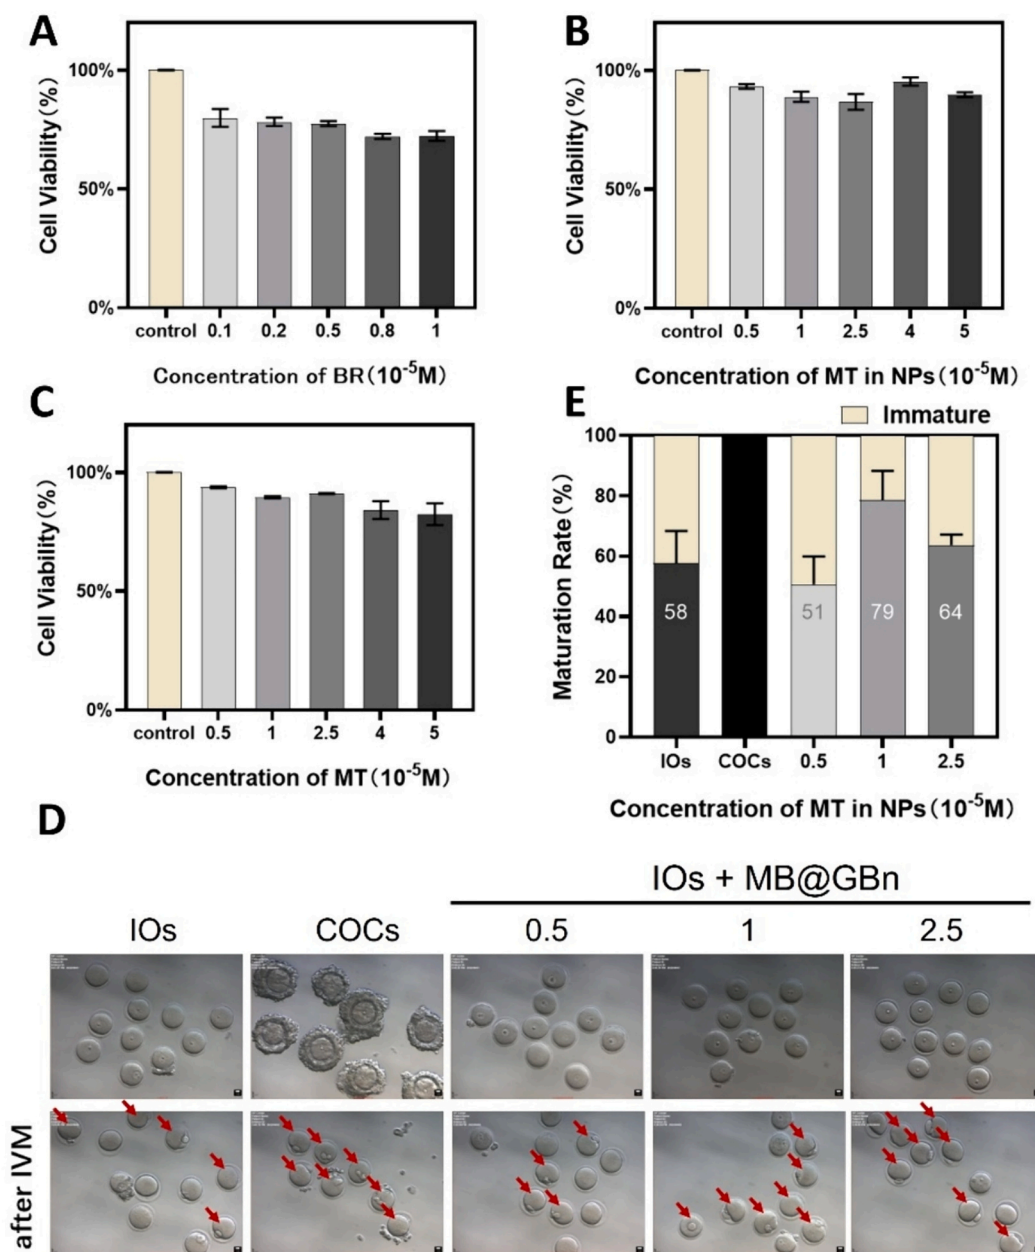 A
Cell Viability(%)
100%
50%
0%
control 0.1 0.2 0.5 0.8 1
Concentration of BR(10⁻⁵M)
B
Cell Viability(%)
100%
50%
0%
control 0.5 1 2.5 4 5
Concentration of MT in NPs(10⁻⁵M)
C
Cell Viability(%)
100%
50%
0%
control 0.5 1 2.5 4 5
Concentration of MT(10⁻⁵M)
E
Immature
Maturation Rate(%)
100
80
60
40
20
0
58 51 79 64
IOs COCs 0.5 1 2.5
Concentration of MT in NPs(10⁻⁵M)
D
IOs + MB@GBn
IOs COCs 0.5 1 2.5
after IVM